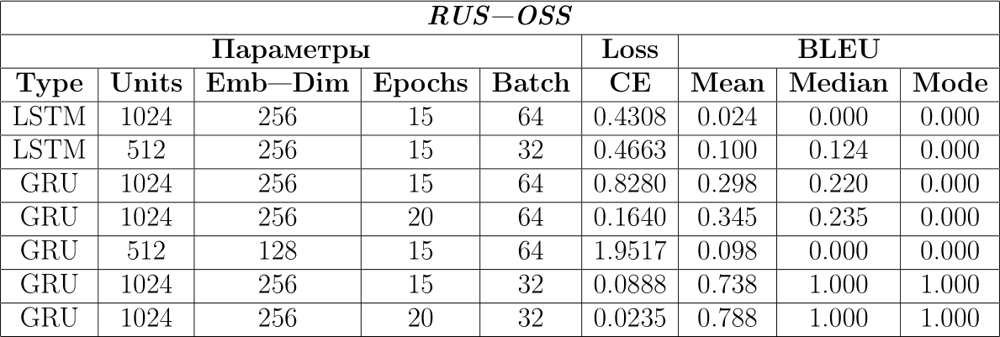 RUS—OSS
Параметры Loss BLEU
Type Units Emb—Dim Epochs Batch CE Mean Median Mode
LSTM 1024 256 15 64 0.4308 0.024 0.000 0.000
LSTM 512 256 15 32 0.4663 0.100 0.124 0.000
GRU 1024 256 15 64 0.8280 0.298 0.220 0.000
GRU 1024 256 20 64 0.1640 0.345 0.235 0.000
GRU 512 128 15 64 1.9517 0.098 0.000 0.000
GRU 1024 256 15 32 0.0888 0.738 1.000 1.000
GRU 1024 256 20 32 0.0235 0.788 1.000 1.000